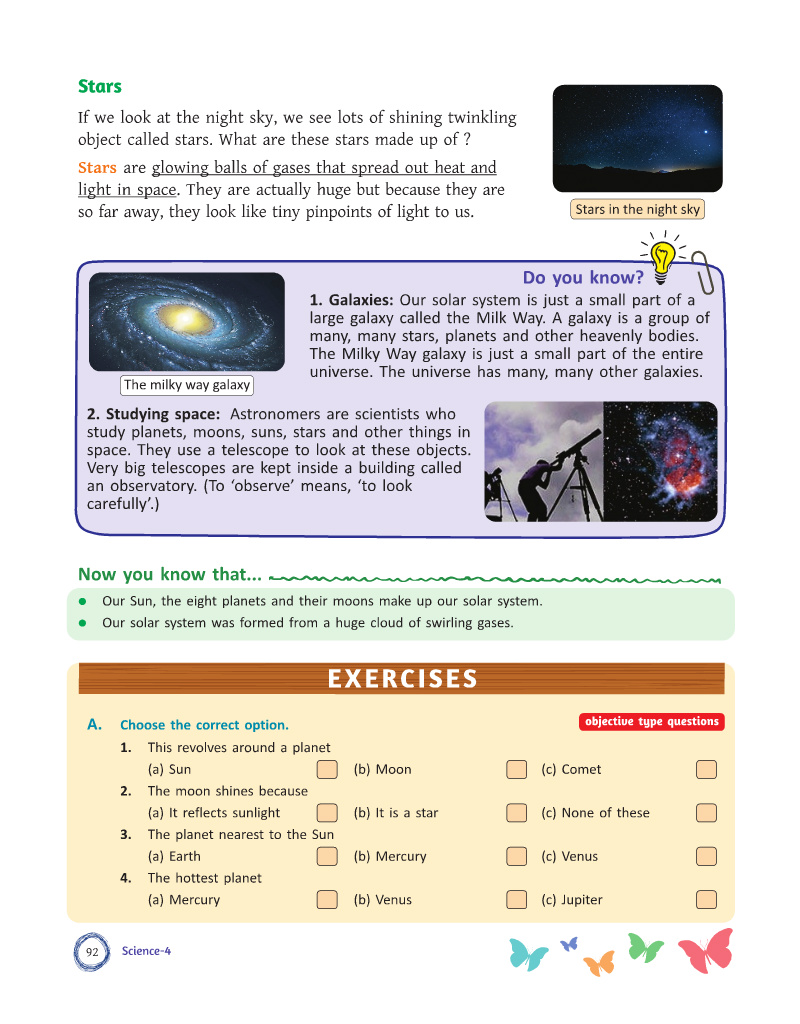 Stars
If we look at the night sky, we see lots of shining twinkling
object called stars. What are these stars made up of ?
Stars are glowing balls of gases that spread out heat and
light in space. They are actually huge but because they are
so far away, they look like tiny pinpoints of light to us.
Stars in the night sky
Do you know?
1. Galaxies: Our solar system is just a small part of a
large galaxy called the Milk Way. A galaxy is a group of
many, many stars, planets and other heavenly bodies.
The Milky Way galaxy is just a small part of the entire
universe. The universe has many, many other galaxies.
The milky way galaxy
2. Studying space: Astronomers are scientists who
study planets, moons, suns, stars and other things in
space. They use a telescope to look at these objects.
Very big telescopes are kept inside a building called
an observatory. (To ‘observe’ means, ‘to look
carefully’.)
Now you know that...
● Our Sun, the eight planets and their moons make up our solar system.
● Our solar system was formed from a huge cloud of swirling gases.
EXERCISES
A. Choose the correct option.
objective type questions
1. This revolves around a planet
(a) Sun (b) Moon (c) Comet
2. The moon shines because
(a) It reflects sunlight (b) It is a star (c) None of these
3. The planet nearest to the Sun
(a) Earth (b) Mercury (c) Venus
4. The hottest planet
(a) Mercury (b) Venus (c) Jupiter
92 Science-4